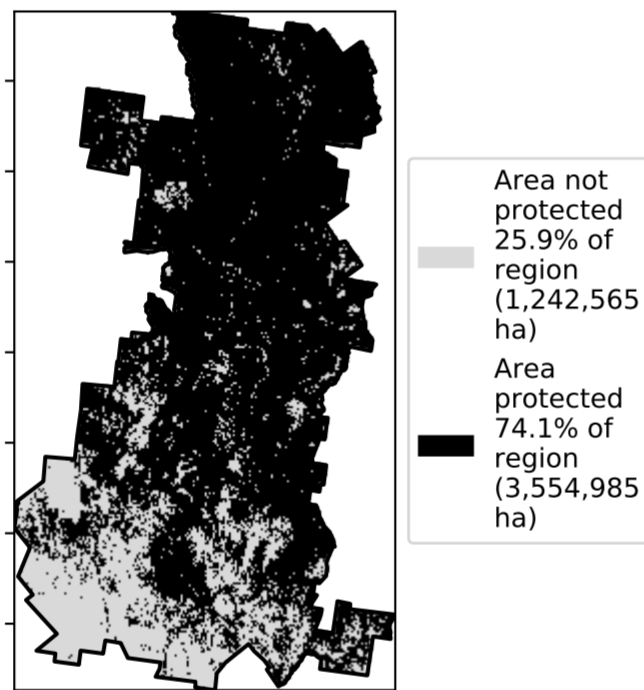 Area not
protected
25.9% of
region
(1,242,565
ha)
Area
protected
74.1% of
region
(3,554,985
ha)